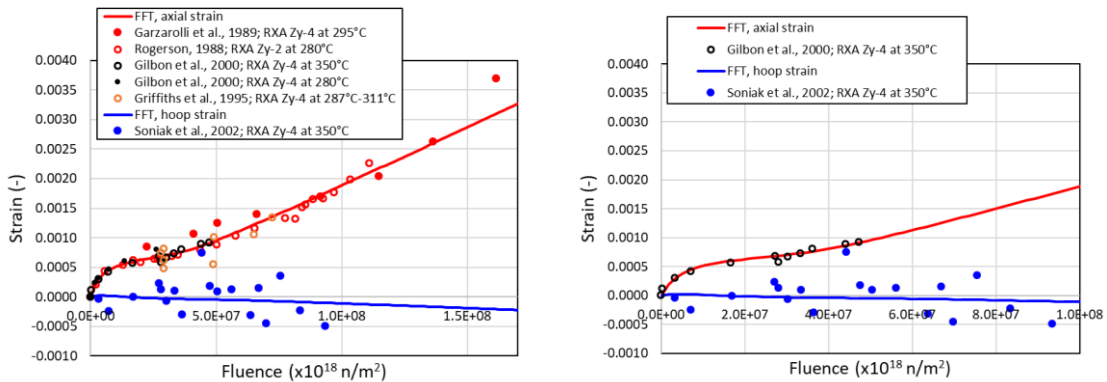 FFT, axial strain
Garzarolli et al., 1989; RXA Zy-4 at 295°C
Rogerson, 1988; RXA Zy-2 at 280°C
Gilbon et al., 2000; RXA Zy-4 at 350°C
Gilbon et al., 2000; RXA Zy-4 at 280°C
Griffiths et al., 1995; RXA Zy-4 at 287°C-311°C
FFT, hoop strain
Soniak et al., 2002; RXA Zy-4 at 350°C
0.0040
0.0035
0.0030
0.0025
0.0020
0.0015
0.0010
0.0005
0.0000
-0.0005
-0.0010
0.0E+00
5.0E+07
1.0E+08
1.5E+08
Strain (-)
Fluence (x10¹⁸ n/m²)
FFT, axial strain
Gilbon et al., 2000; RXA Zy-4 at 350°C
FFT, hoop strain
Soniak et al., 2002; RXA Zy-4 at 350°C
0.0040
0.0035
0.0030
0.0025
0.0020
0.0015
0.0010
0.0005
0.0000
-0.0005
-0.0010
0.0E+00
2.0E+07
4.0E+07
6.0E+07
8.0E+07
1.0E+08
Strain (-)
Fluence (x10¹⁸ n/m²)